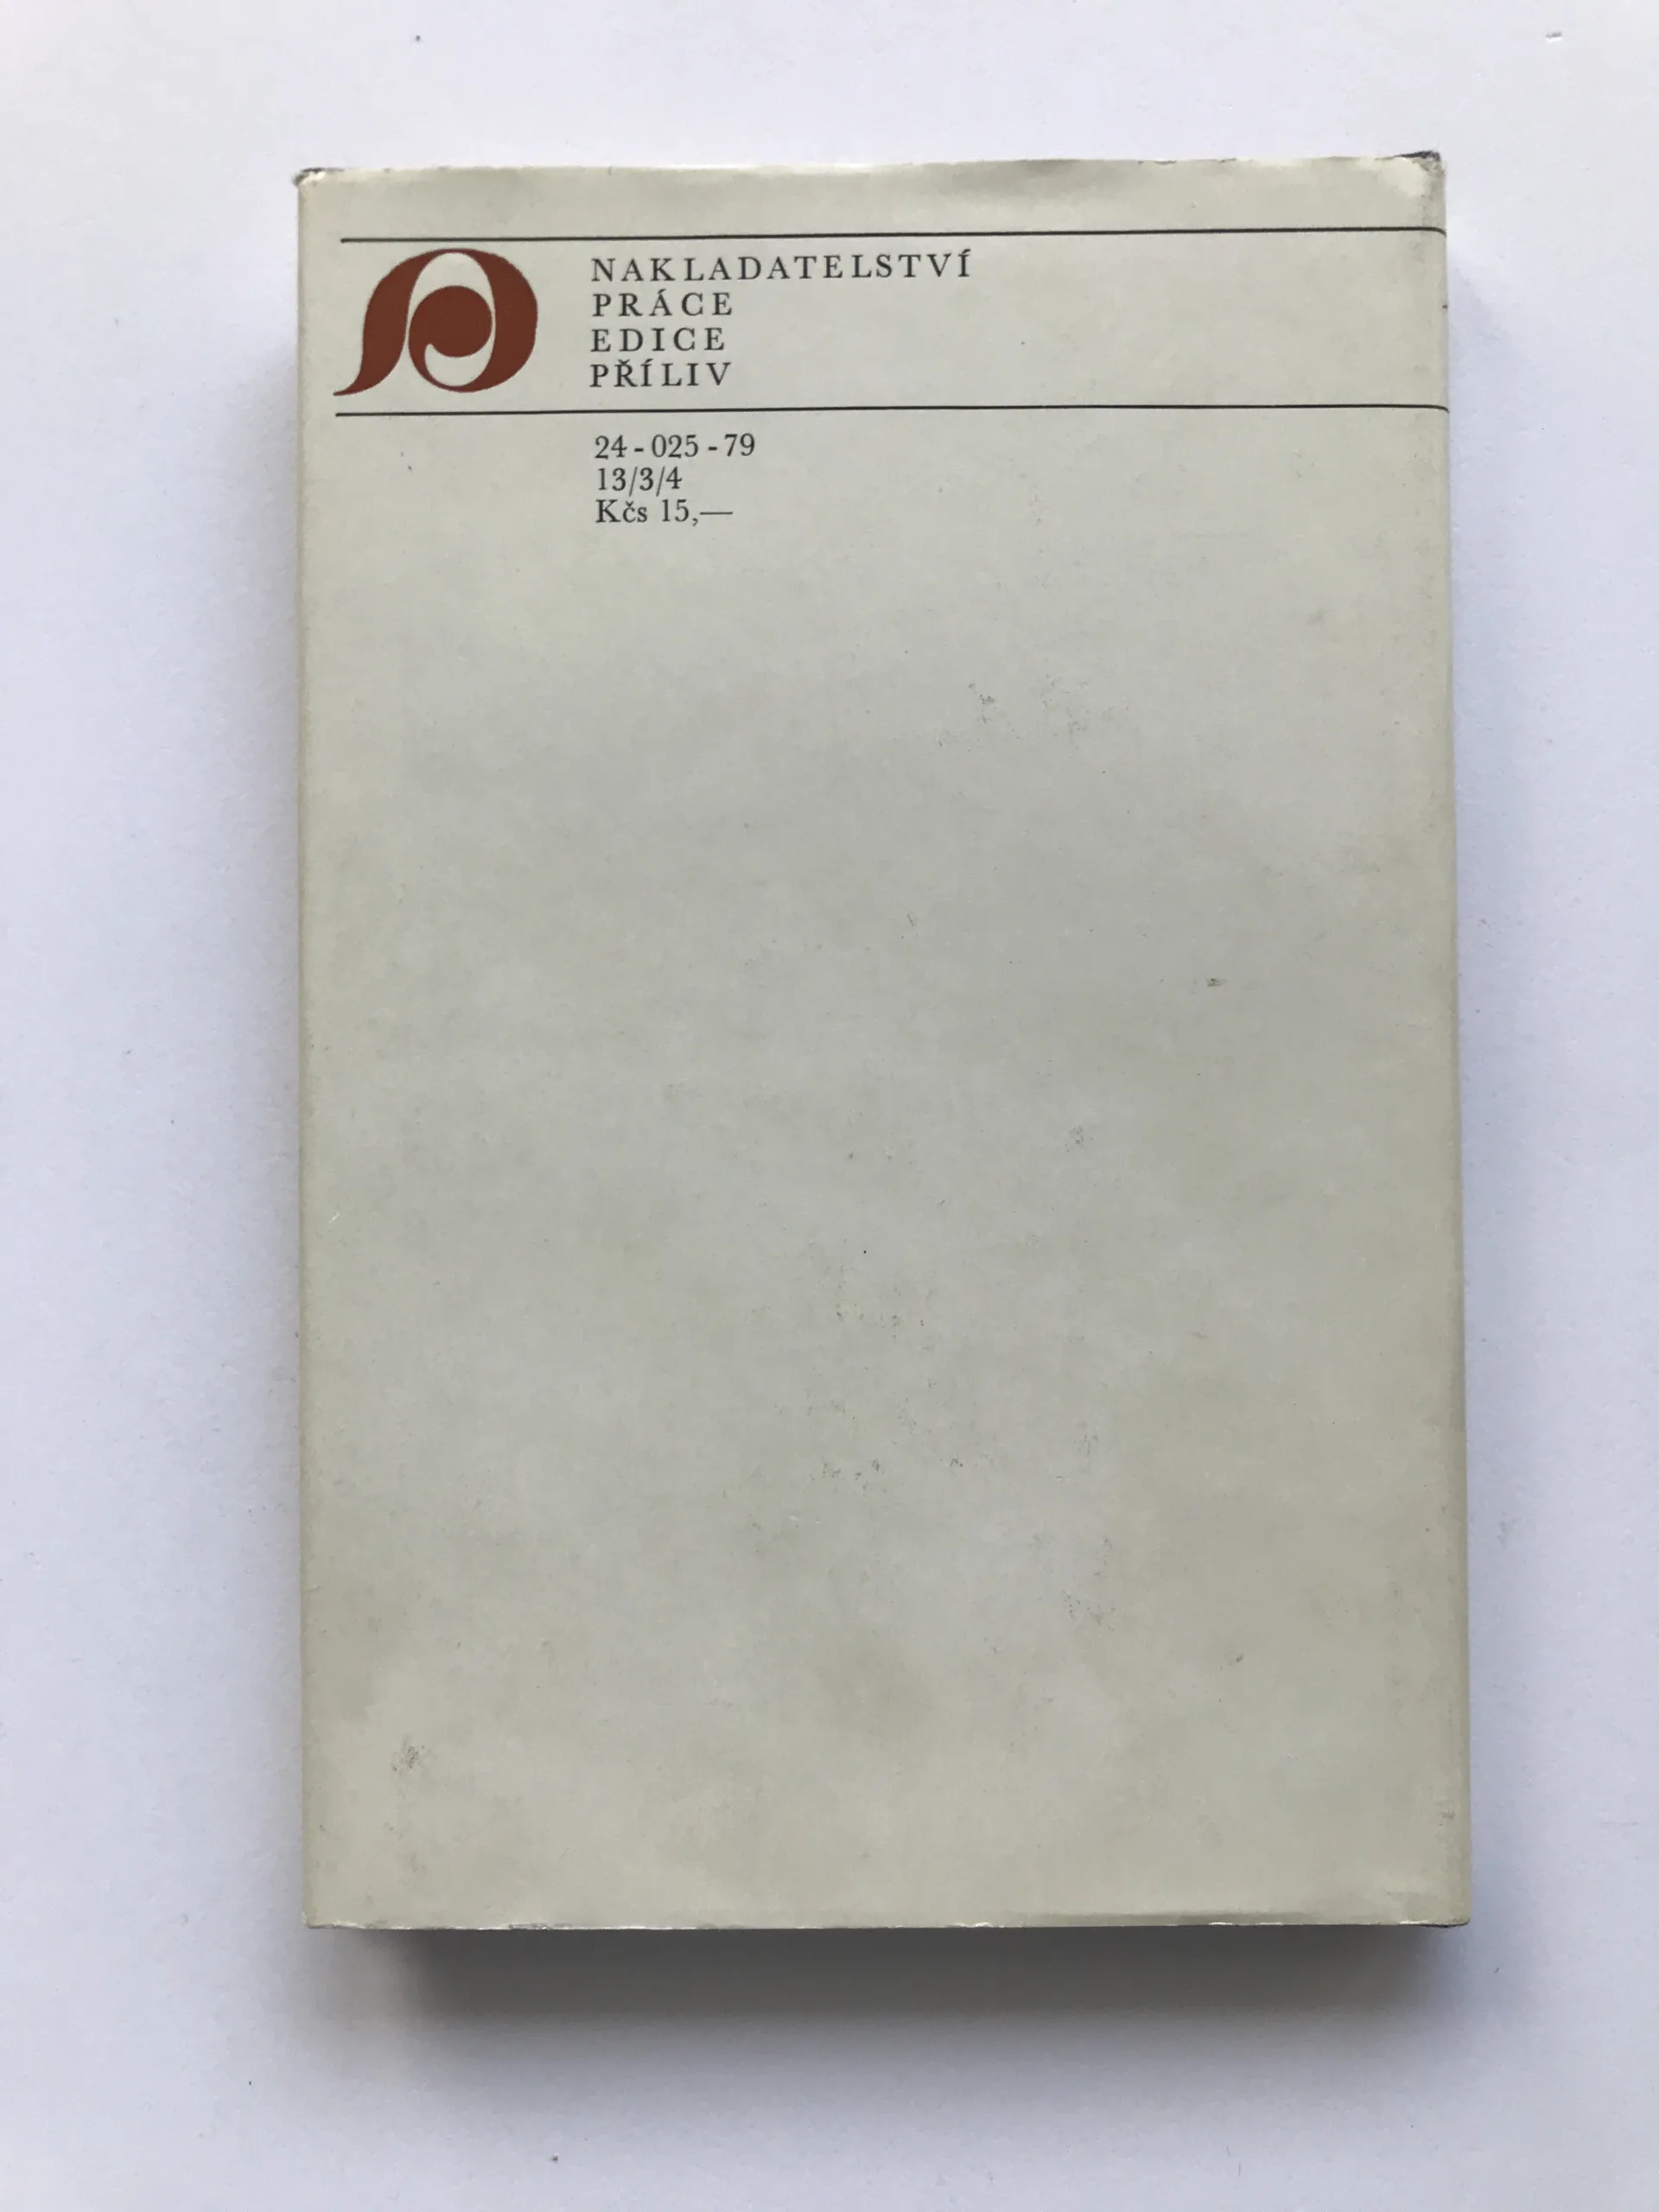 NAKLADATELSTVÍ
PRÁCE
EDICE
PŘÍLIV
24-025-79
13/3/4
Kčs 15,—